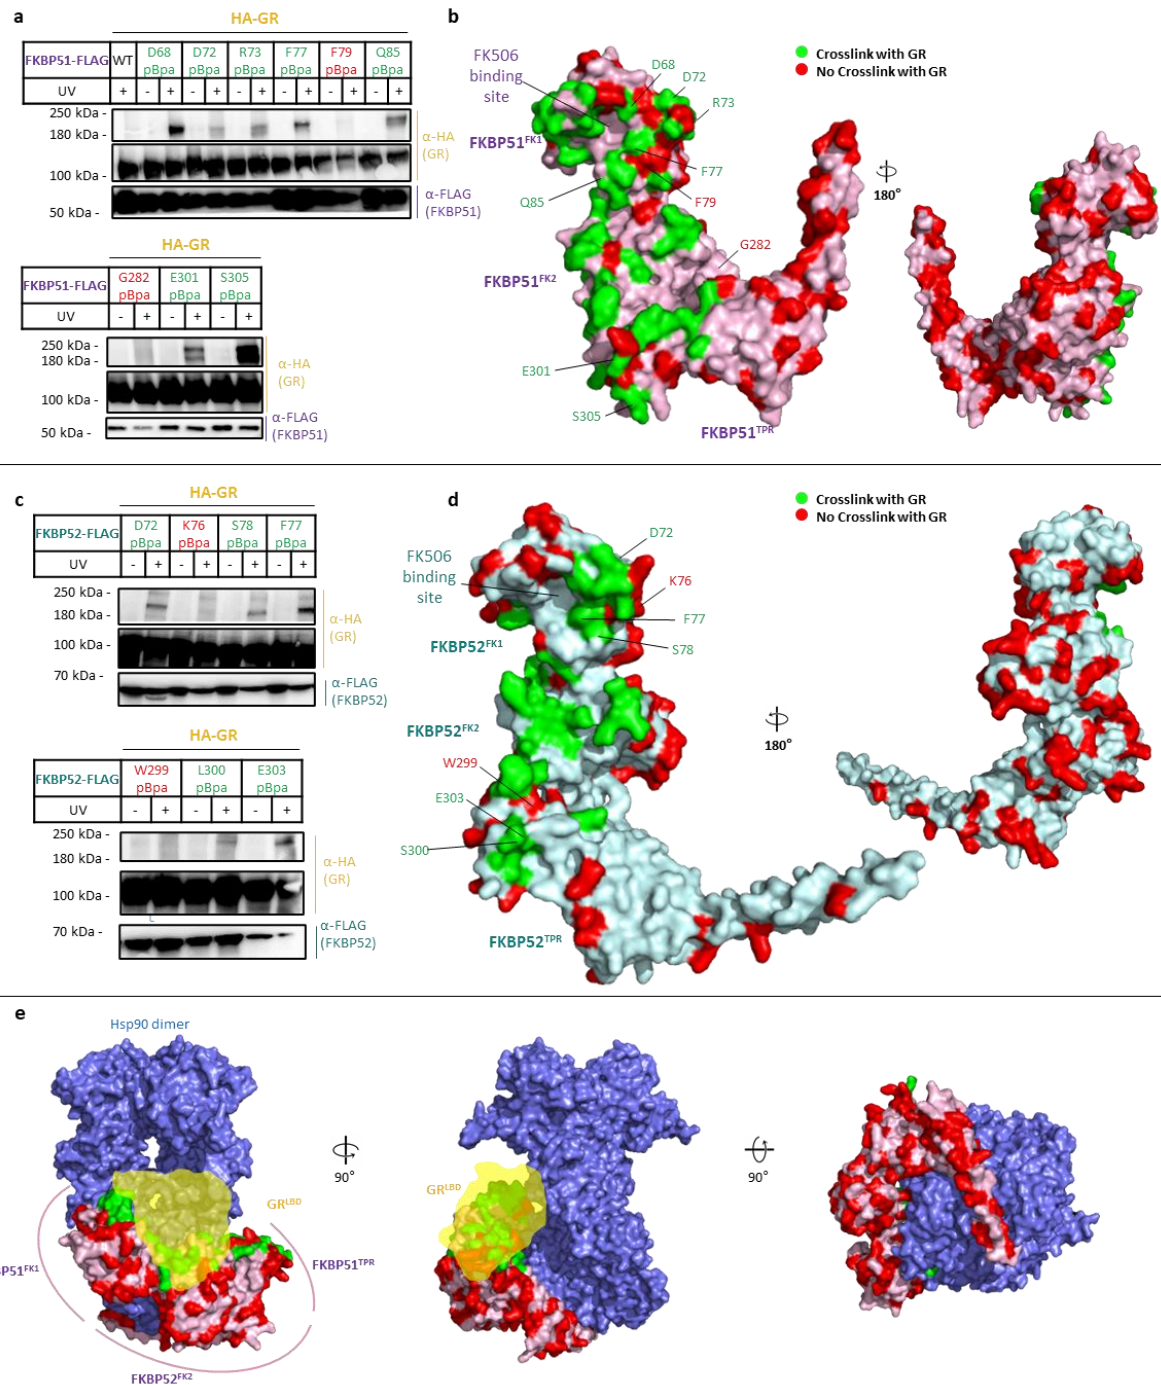 a
HA-GR
FKBP51-FLAG WT D68 pBpa D72 pBpa R73 pBpa F77 pBpa F79 pBpa Q85 pBpa
UV + - + - + - + - + - + - +
250 kDa -
180 kDa -
α-HA
(GR)
100 kDa -
α-FLAG
(FKBP51)
50 kDa -
HA-GR
FKBP51-FLAG G282 pBpa E301 pBpa S305 pBpa
UV - + - + - +
250 kDa -
180 kDa -
α-HA
(GR)
100 kDa -
α-FLAG
(FKBP51)
50 kDa -
b
FK506
binding
site
Crosslink with GR
No Crosslink with GR
D68
D72
R73
FKBP51FK1
F77
Q85
F79
180°
G282
FKBP51FK2
E301
S305
FKBP51TPR
c
HA-GR
FKBP52-FLAG D72 pBpa K76 pBpa S78 pBpa F77 pBpa
UV - + - + - + - +
250 kDa -
180 kDa -
α-HA
(GR)
100 kDa -
70 kDa -
α-FLAG
(FKBP52)
HA-GR
FKBP52-FLAG W299 pBpa L300 pBpa E303 pBpa
UV - + - + - +
250 kDa -
180 kDa -
α-HA
(GR)
100 kDa -
70 kDa -
α-FLAG
(FKBP52)
d
Crosslink with GR
No Crosslink with GR
D72
FK506
binding
site
K76
F77
FKBP52FK1
S78
FKBP52FK2
180°
W299
E303
S300
FKBP52TPR
e
Hsp90 dimer
90°
90°
GRLBD
GRLBD
BP51FK1
FKBP51TPR
FKBP52FK2